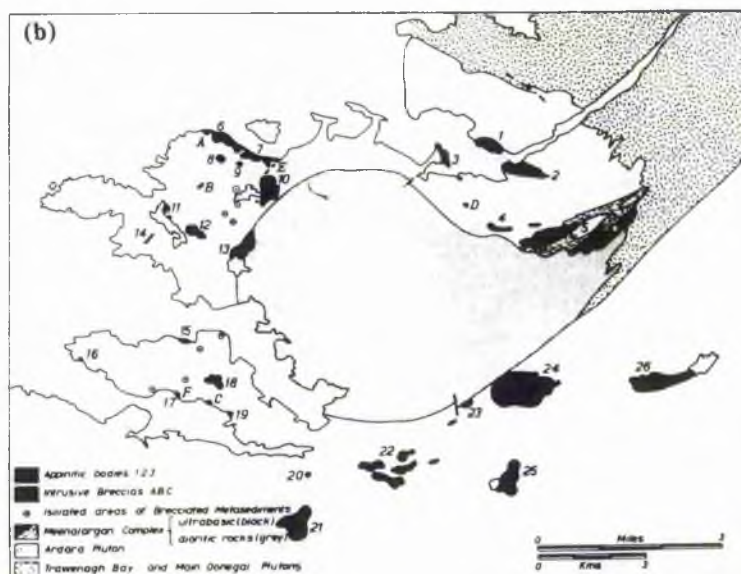 (b)
6
A
7
8
9
E
10
B
11
12
14
13
1
3
2
D
4
5
15
16
18
F
17
C
19
24
26
23
22
25
20
21
Appinitic bodies 1.2.3
Intrusive Breccias A.B.C
Isolated areas of Brecciated Metasediments
Meenalargan Complex
ultrabasic (black)
dioritic rocks (grey)
Ardara Pluton
Trawenagh Bay and Main Donegal Plutons
Miles
0 3
0 Kms 3